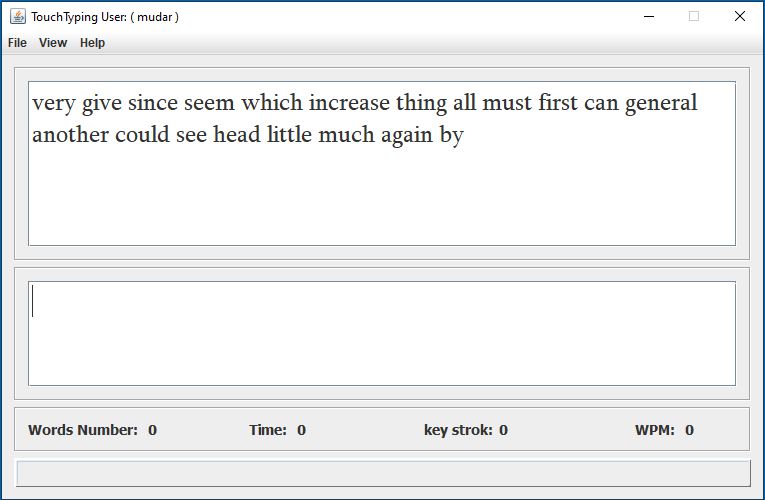 TouchTyping User: ( mudar )
File View Help
very give since seem which increase thing all must first can general
another could see head little much again by
Words Number: 0 Time: 0 key strok: 0 WPM: 0